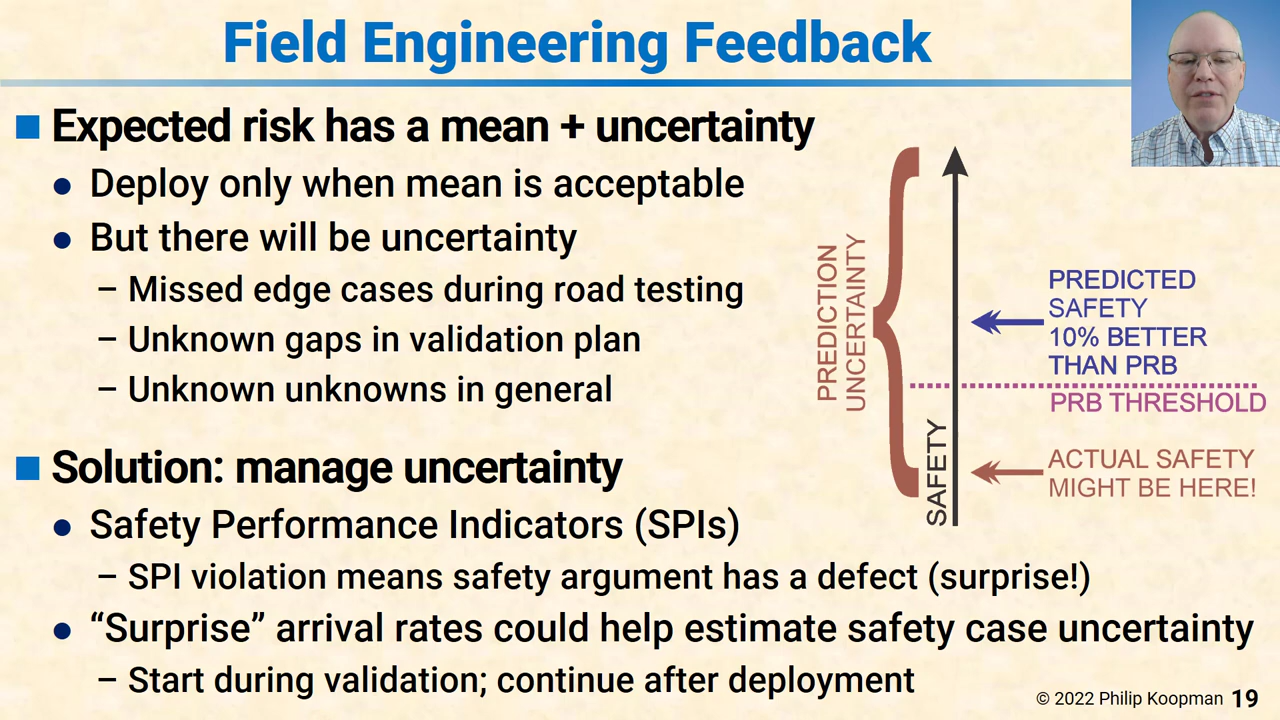 Field Engineering Feedback
Expected risk has a mean + uncertainty
Deploy only when mean is acceptable
But there will be uncertainty
– Missed edge cases during road testing
– Unknown gaps in validation plan
– Unknown unknowns in general
Solution: manage uncertainty
Safety Performance Indicators (SPIs)
– SPI violation means safety argument has a defect (surprise!)
“Surprise” arrival rates could help estimate safety case uncertainty
– Start during validation; continue after deployment
PREDICTION
UNCERTAINTY
SAFETY
PREDICTED
SAFETY
10% BETTER
THAN PRB
PRB THRESHOLD
ACTUAL SAFETY
MIGHT BE HERE!
© 2022 Philip Koopman 19